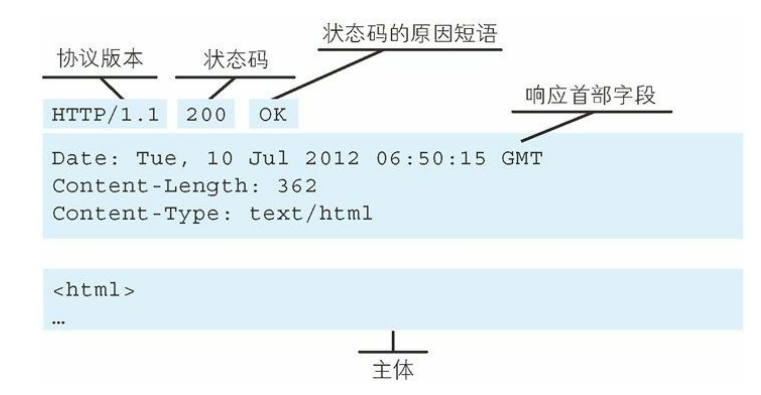 状态码的原因短语
协议版本 状态码
响应首部字段
HTTP/1.1 200 OK
Date: Tue, 10 Jul 2012 06:50:15 GMT
Content-Length: 362
Content-Type: text/html
<html>
…
主体